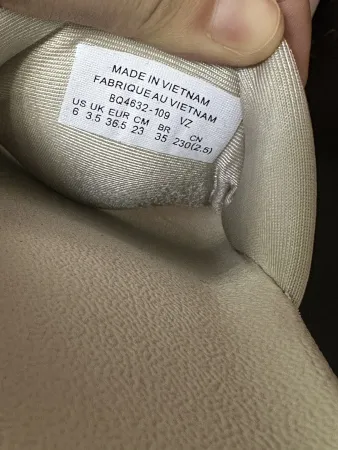 MADE IN VIETNAM
FABRIQUE AU VIETNAM
BQ4632-109 VZ
US UK EUR CM BR CN
6 3.5 36.5 23 35 230(2.5)